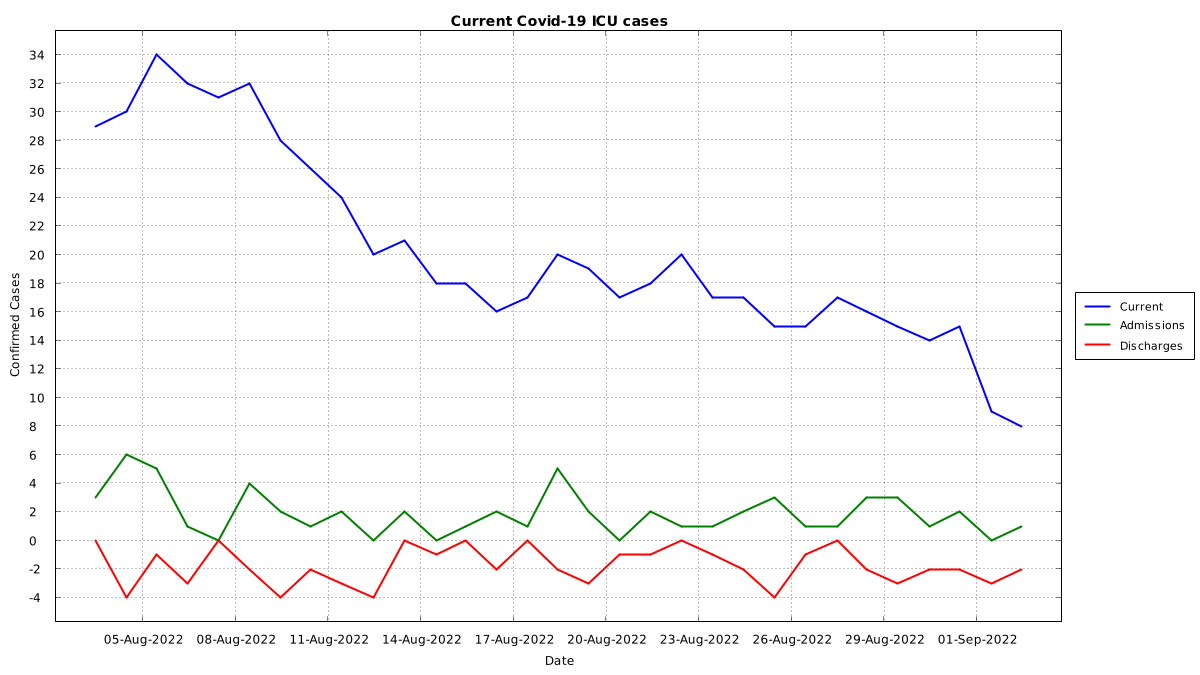 Current Covid-19 ICU cases
34
32
30
28
26
24
22
20
18
16
14
12
10
8
6
4
2
0
-2
-4
Confirmed Cases
05-Aug-2022 08-Aug-2022 11-Aug-2022 14-Aug-2022 17-Aug-2022 20-Aug-2022 23-Aug-2022 26-Aug-2022 29-Aug-2022 01-Sep-2022
Date
Current
Admissions
Discharges